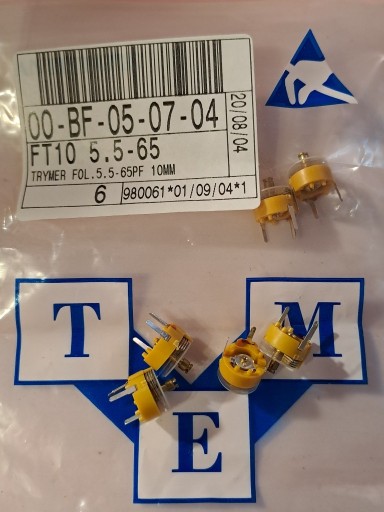 00-BF-05-07-04
20/08/04
FT10 5.5-65
TRYMER FOL.5.5-65PF 10MM
6
980061*01/09/04*1
T
M
E